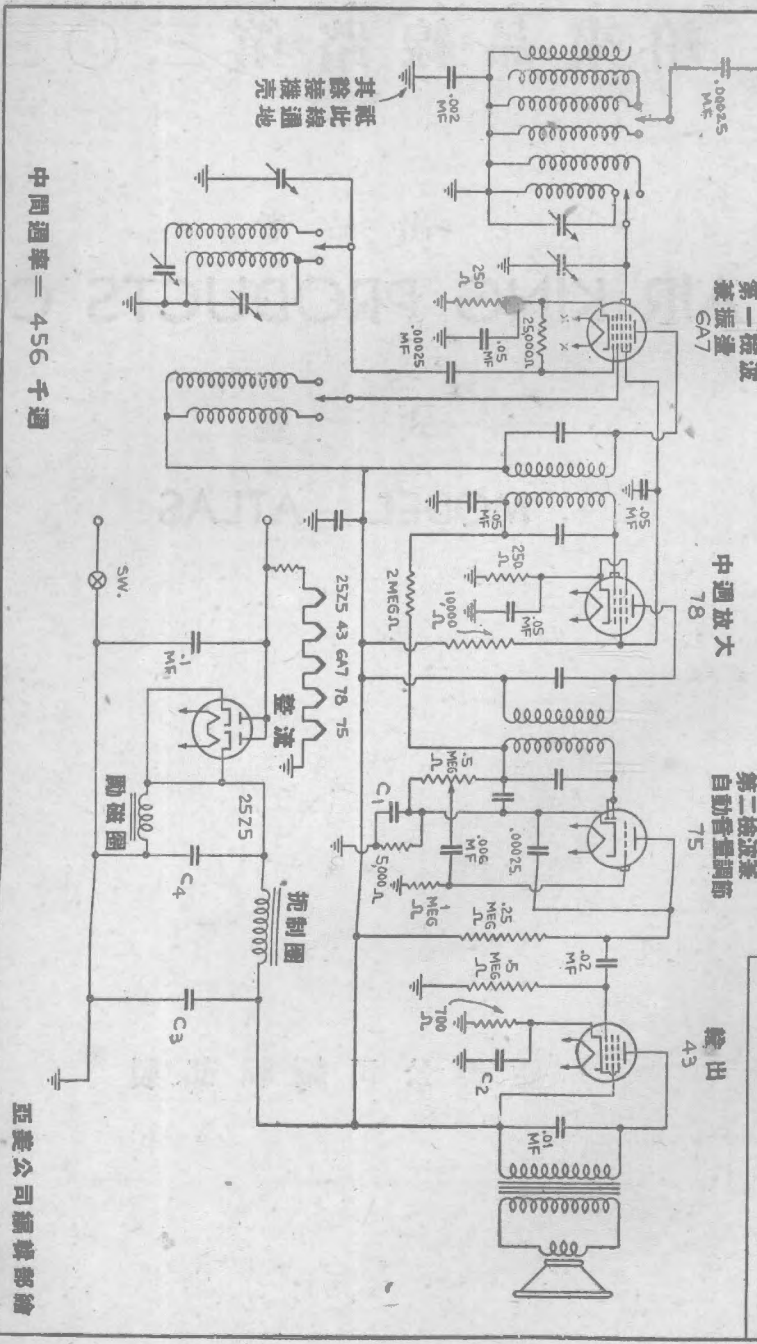 .00025 MF
.002 MF
祇此線通地
其餘接機壳
第一檢波
兼振盪
6A7
250 Ω
.05 MF
25,000Ω
.00025 MF
中間週率=456千週
中週放大
78
.05 MF
.05 MF
250 Ω
.05 MF
10000 Ω
2 MEG Ω
第二檢波兼
自動音量調節
75
.5 MEG Ω
C1
5,000Ω
.006 MF
1 MEG Ω
.00025
.25 MEG Ω
.02 MF
.5 MEG Ω
輸出
43
700 Ω
C2
.01 MF
25Z5 43 6A7 78 75
SW.
.1 MF
整流
25Z5
勵磁圈
C4
扼制圈
C3
亞美公司編輯部繪